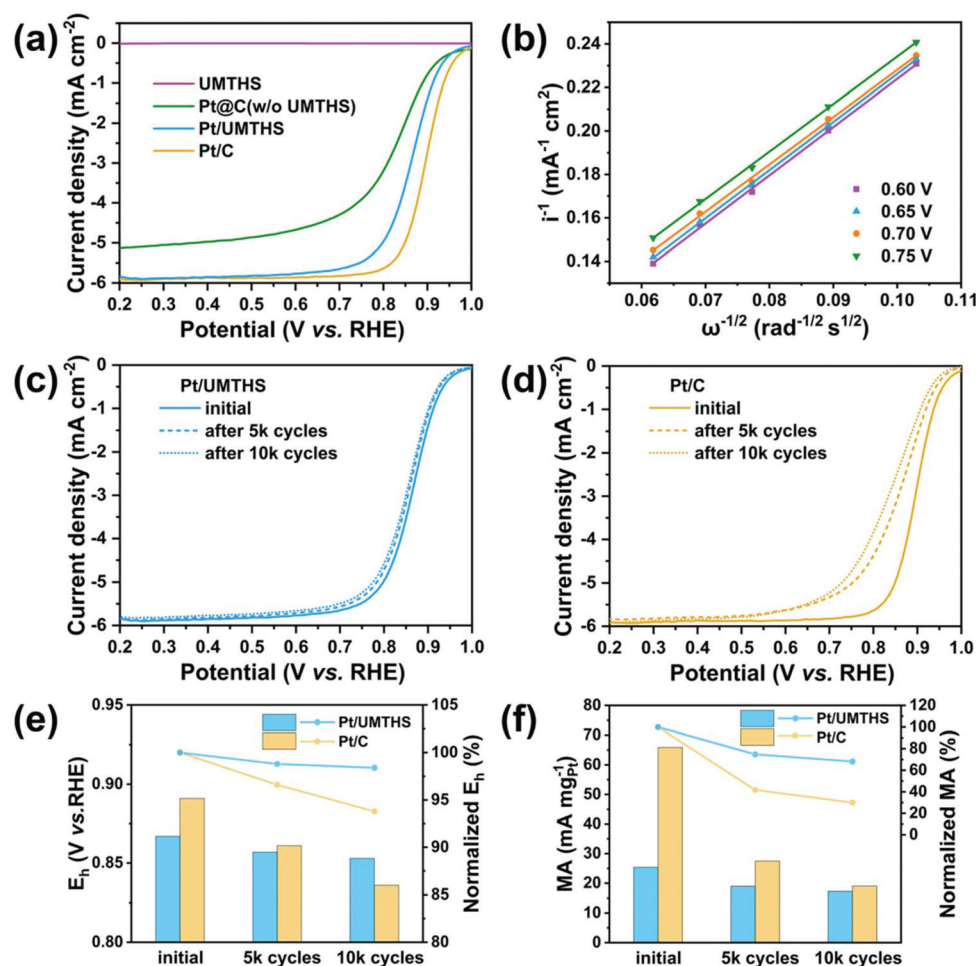 (a)
0
-1
-2
-3
-4
-5
-6
Current density (mA cm⁻²)
UMTHS
Pt@C(w/o UMTHS)
Pt/UMTHS
Pt/C
0.2 0.3 0.4 0.5 0.6 0.7 0.8 0.9 1.0
Potential (V vs. RHE)
(b)
0.24
0.22
0.20
0.18
0.16
0.14
i⁻¹ (mA⁻¹ cm²)
0.60 V
0.65 V
0.70 V
0.75 V
0.05 0.06 0.07 0.08 0.09 0.10 0.11
ω⁻¹/² (rad⁻¹/² s¹/²)
(c)
0
-1
-2
-3
-4
-5
-6
Current density (mA cm⁻²)
Pt/UMTHS
initial
after 5k cycles
after 10k cycles
0.2 0.3 0.4 0.5 0.6 0.7 0.8 0.9 1.0
Potential (V vs. RHE)
(d)
0
-1
-2
-3
-4
-5
-6
Current density (mA cm⁻²)
Pt/C
initial
after 5k cycles
after 10k cycles
0.2 0.3 0.4 0.5 0.6 0.7 0.8 0.9 1.0
Potential (V vs. RHE)
(e)
0.95
0.90
0.85
0.80
Eₕ (V vs.RHE)
Pt/UMTHS
Pt/C
105
100
95
90
85
80
Normalized Eₕ (%)
initial 5k cycles 10k cycles
(f)
80
70
60
50
40
30
20
10
0
MA (mA mg⁻¹Pt)
Pt/UMTHS
Pt/C
120
100
80
60
40
20
0
Normalized MA (%)
initial 5k cycles 10k cycles